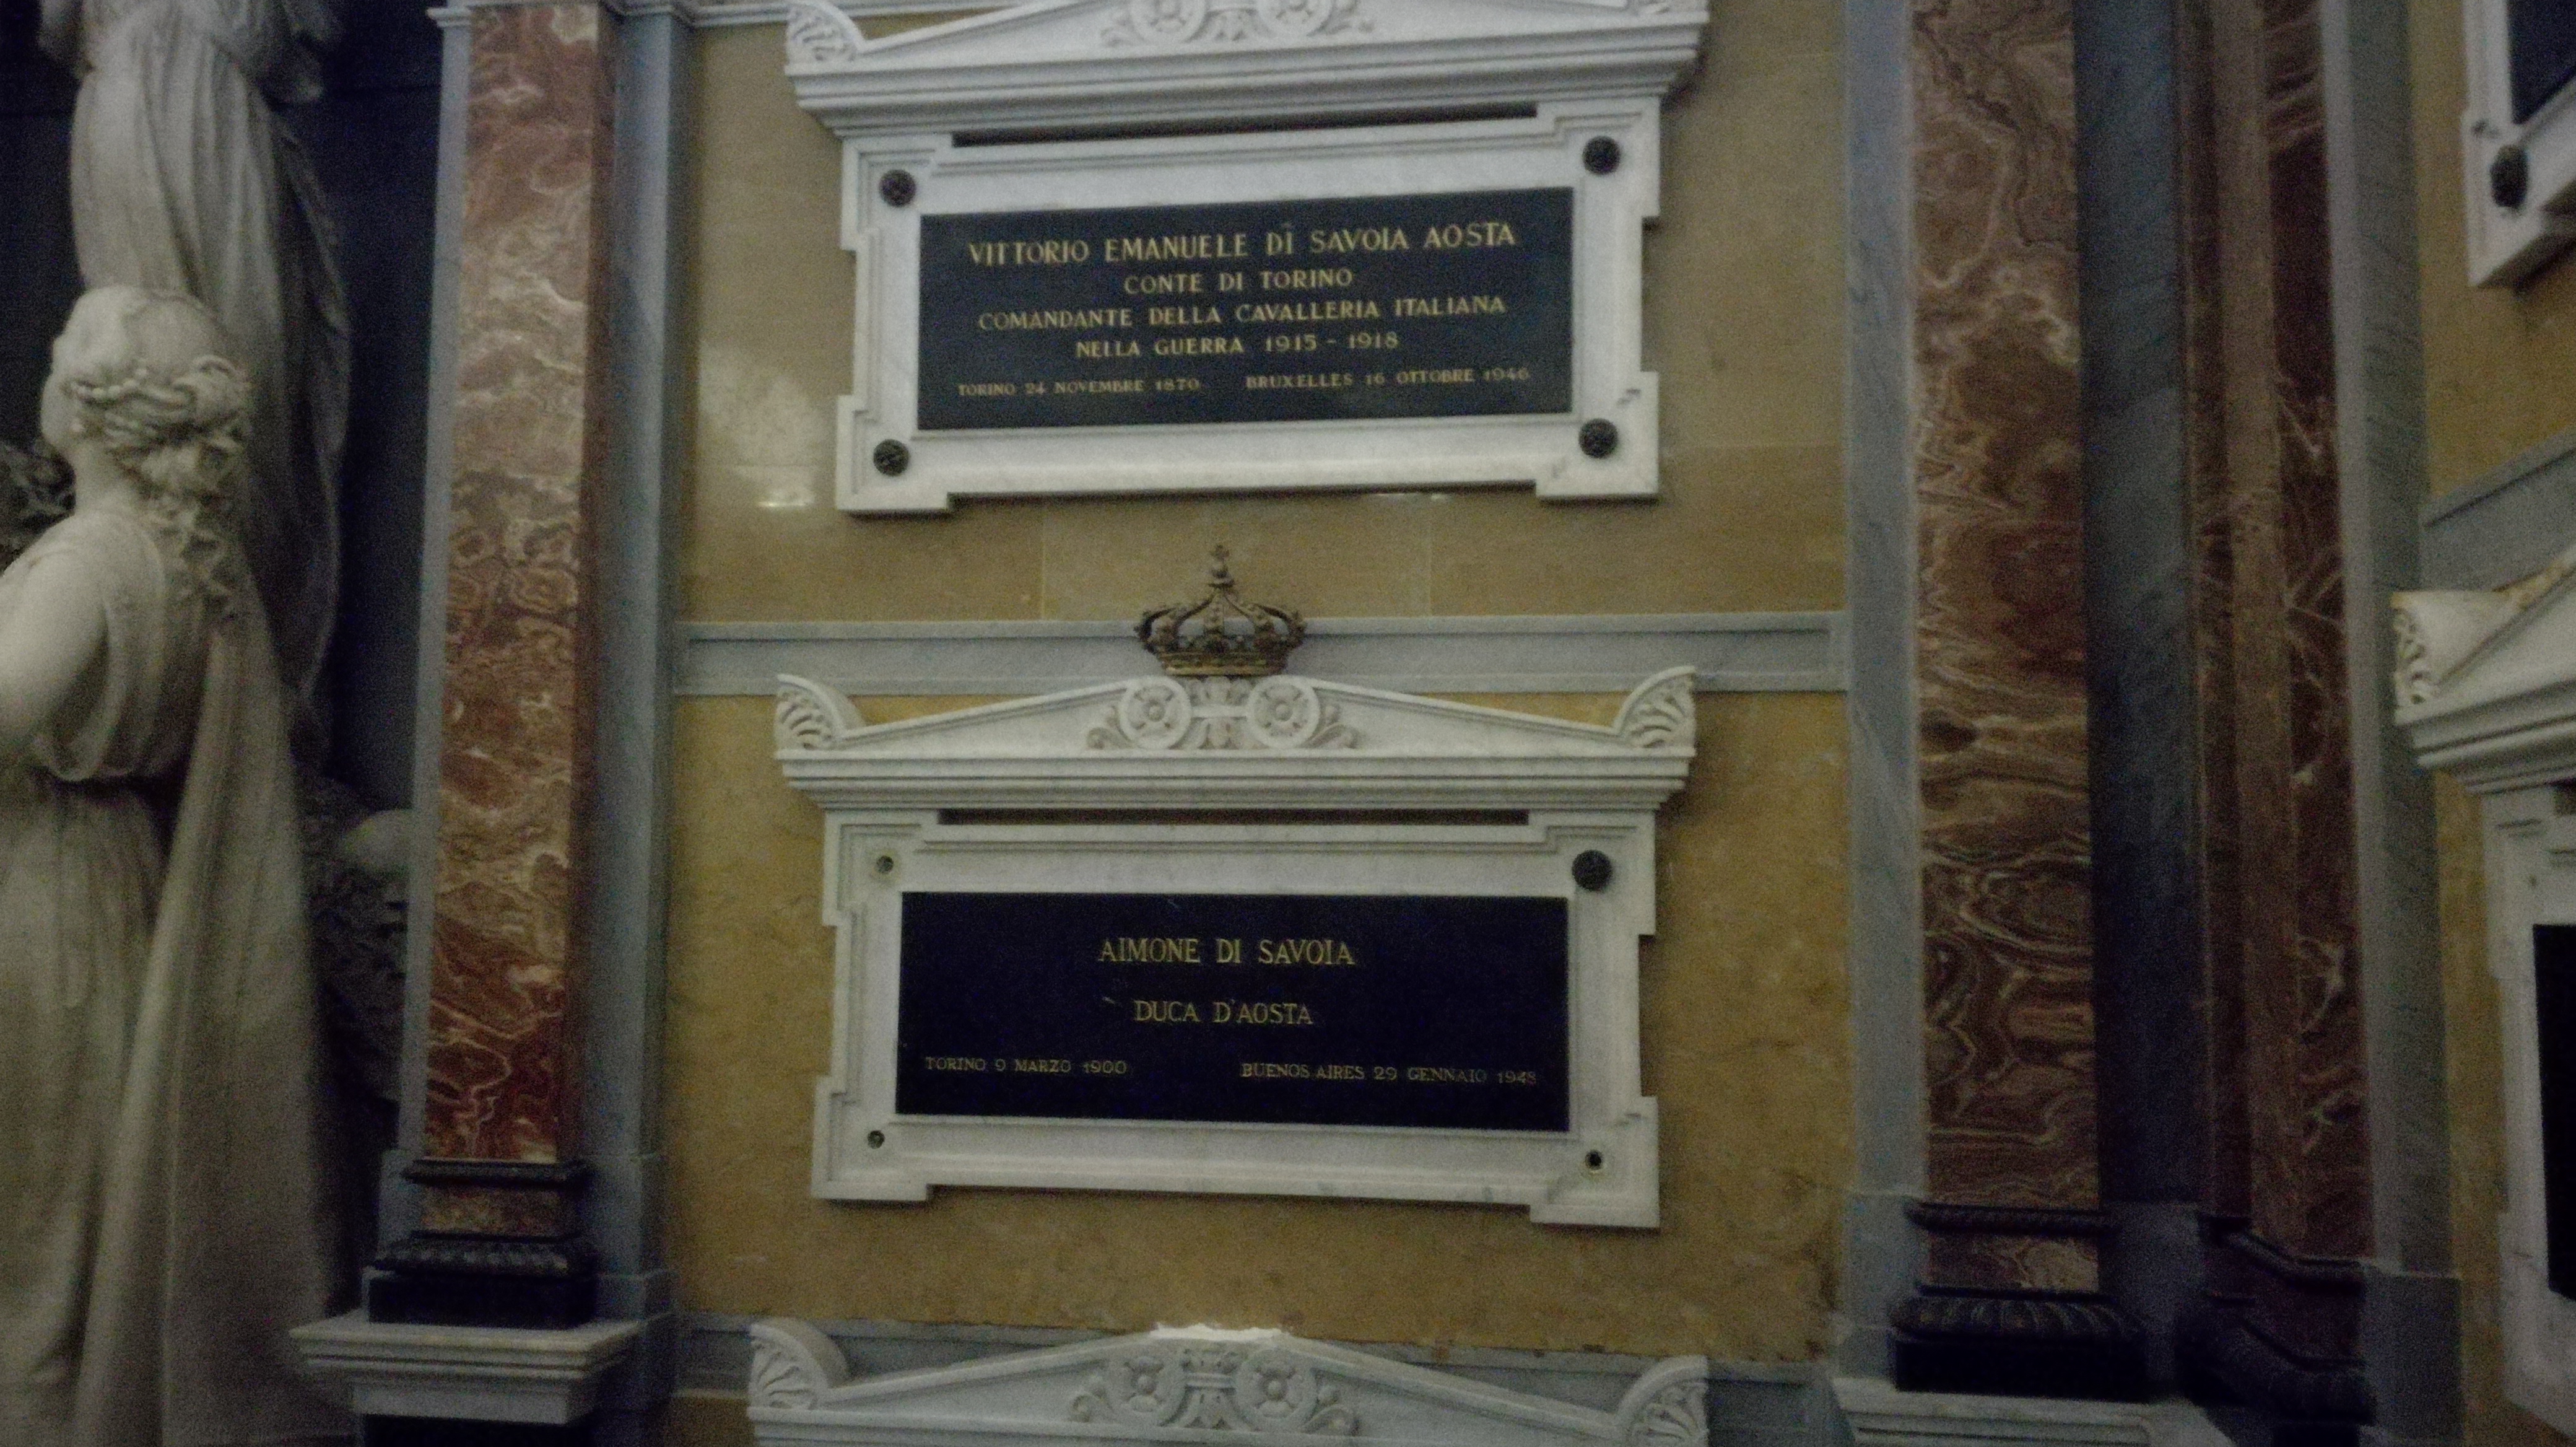 VITTORIO EMANUELE DI SAVOIA AOSTA
CONTE DI TORINO
COMANDANTE DELLA CAVALLERIA ITALIANA
NELLA GUERRA 1915 - 1918
TORINO 24 NOVEMBRE 1870 BRUXELLES 16 OTTOBRE 1946
AIMONE DI SAVOIA
DUCA D'AOSTA
TORINO 9 MARZO 1900 BUENOS AIRES 29 GENNAIO 1948